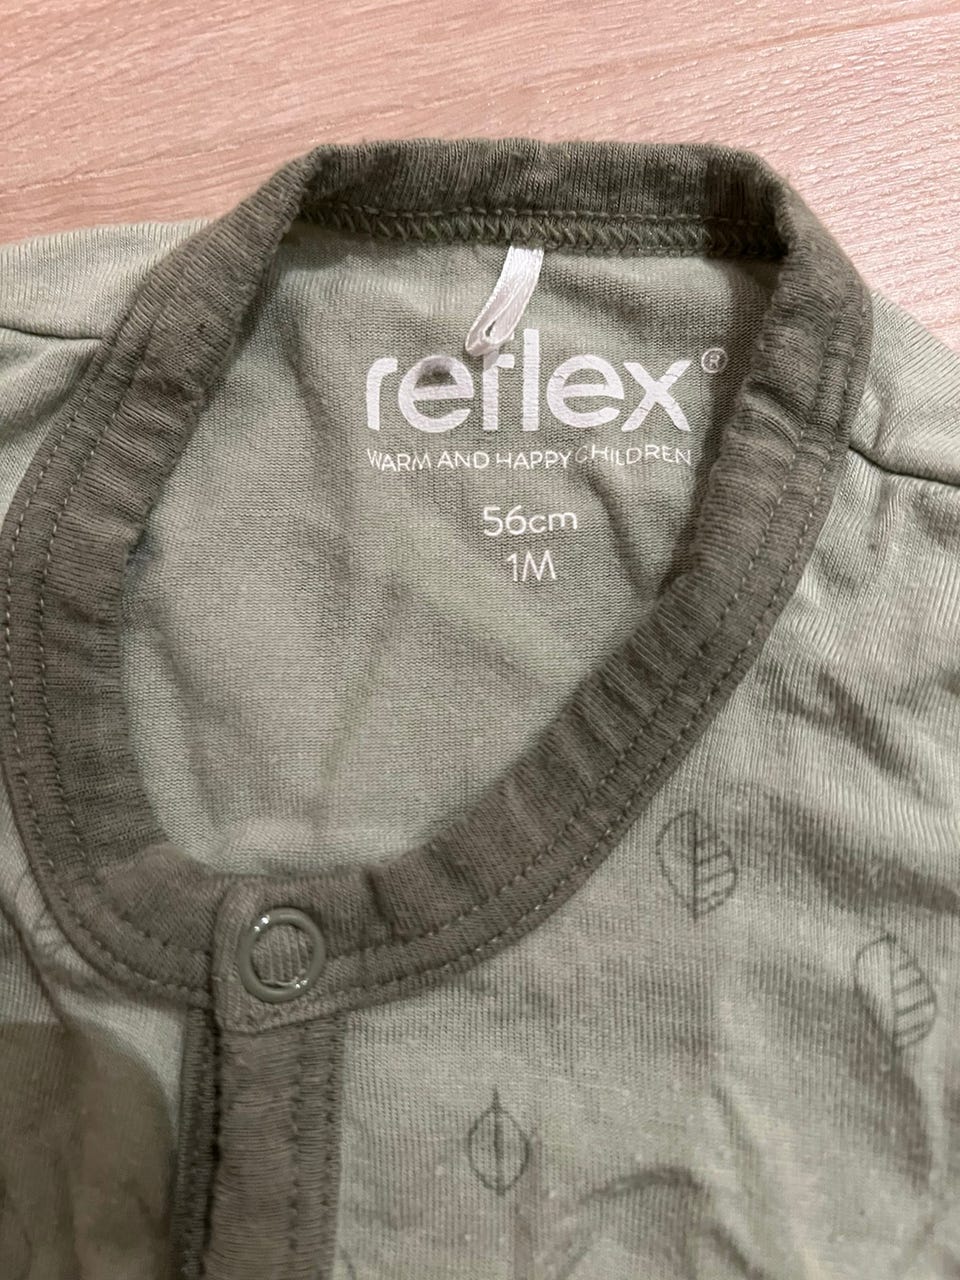 reflex®
WARM AND HAPPY CHILDREN
56cm
1M